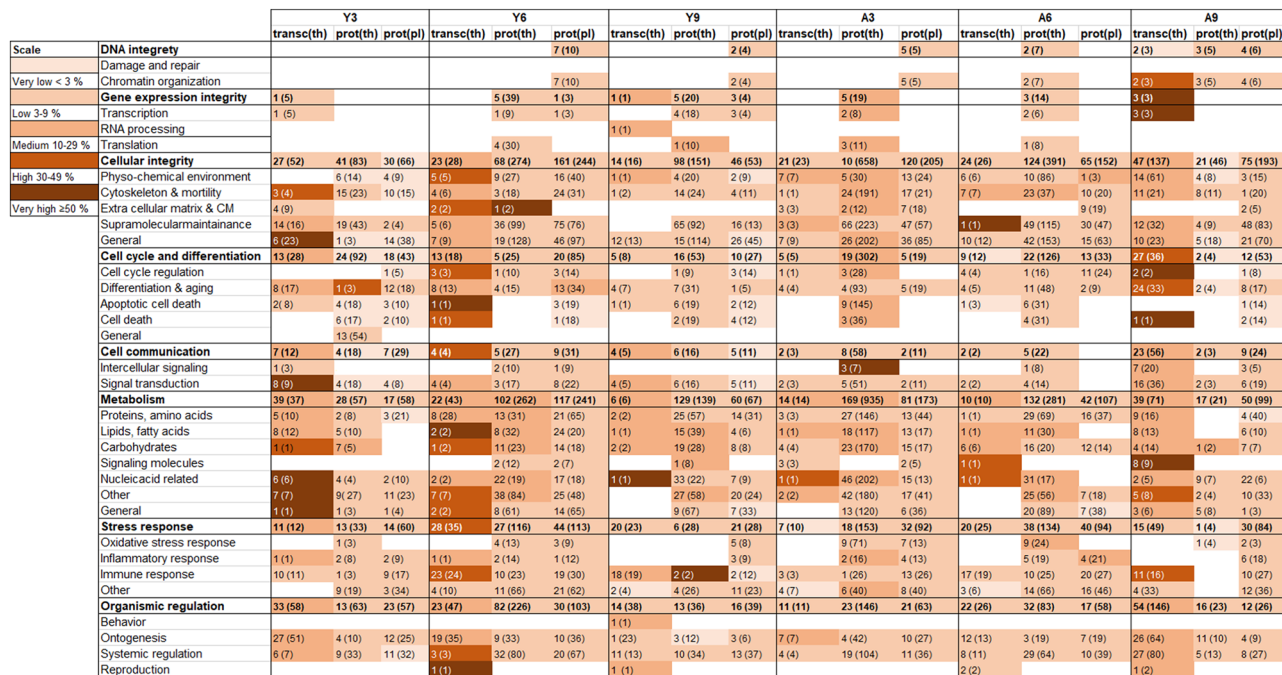 Y3 Y6 Y9 A3 A6 A9
transc(th) prot(th) prot(pl) transc(th) prot(th) prot(pl) transc(th) prot(th) prot(pl) transc(th) prot(th) prot(pl) transc(th) prot(th) prot(pl) transc(th) prot(th) prot(pl)
Scale DNA integrety 7 (10) 2 (4) 5 (5) 2 (7) 2 (3) 3 (5) 4 (6)
Damage and repair
Very low < 3 % Chromatin organization 7 (10) 2 (4) 5 (5) 2 (7) 2 (3) 3 (5) 4 (6)
Gene expression integrity 1 (5) 5 (39) 1 (3) 1 (1) 5 (20) 3 (4) 5 (19) 3 (14) 3 (3)
Low 3-9 % Transcription 1 (5) 1 (9) 1 (3) 4 (18) 3 (4) 2 (8) 2 (6) 3 (3)
RNA processing 1 (1)
Medium 10-29 % Translation 4 (30) 1 (10) 3 (11) 1 (8)
Cellular integrity 27 (52) 41 (83) 30 (66) 23 (28) 68 (274) 161 (244) 14 (16) 98 (151) 46 (53) 21 (23) 10 (658) 120 (205) 24 (26) 124 (391) 65 (152) 47 (137) 21 (46) 75 (193)
High 30-49 % Physo-chemical environment 6 (14) 4 (9) 5 (5) 9 (27) 16 (40) 1 (1) 4 (20) 2 (9) 7 (7) 5 (30) 13 (24) 6 (10) 10 (86) 1 (3) 14 (61) 4 (8) 3 (15)
Cytoskeleton & mortility 3 (4) 15 (23) 10 (15) 4 (6) 3 (18) 24 (31) 1 (2) 14 (24) 4 (11) 1 (1) 24 (191) 17 (21) 7 (7) 23 (37) 10 (20) 11 (21) 8 (11) 1 (20)
Very high ≥50 % Extra cellular matrix & CM 4 (9) 2 (2) 1 (2) 3 (3) 2 (12) 7 (18) 9 (19) 2 (5)
Supramolecularmaintainance 14 (16) 19 (43) 2 (4) 5 (6) 36 (99) 75 (76) 65 (92) 16 (13) 3 (3) 66 (223) 47 (57) 1 (1) 49 (115) 30 (47) 12 (32) 4 (9) 48 (83)
General 6 (23) 1 (3) 14 (38) 7 (9) 19 (128) 46 (97) 12 (13) 15 (114) 26 (45) 7 (9) 26 (202) 36 (85) 10 (12) 42 (153) 15 (63) 10 (23) 5 (18) 21 (70)
Cell cycle and differentiation 13 (28) 24 (92) 18 (43) 13 (18) 5 (25) 20 (85) 5 (8) 16 (53) 10 (27) 5 (5) 19 (302) 5 (19) 9 (12) 22 (126) 13 (33) 27 (36) 2 (4) 12 (53)
Cell cycle regulation 1 (5) 3 (3) 1 (10) 3 (14) 1 (9) 3 (14) 1 (1) 3 (28) 4 (4) 1 (16) 11 (24) 2 (2) 1 (8)
Differentiation & aging 8 (17) 1 (3) 12 (18) 8 (13) 4 (15) 13 (34) 4 (7) 7 (31) 1 (5) 4 (4) 4 (93) 5 (19) 4 (5) 11 (48) 2 (9) 24 (33) 2 (4) 8 (17)
Apoptotic cell death 2 (8) 4 (18) 3 (10) 1 (1) 3 (19) 1 (1) 6 (19) 2 (12) 9 (145) 1 (3) 6 (31) 1 (14)
Cell death 6 (17) 2 (10) 1 (1) 1 (18) 2 (19) 4 (12) 3 (36) 4 (31) 1 (1) 2 (14)
General 13 (54)
Cell communication 7 (12) 4 (18) 7 (29) 4 (4) 5 (27) 9 (31) 4 (5) 6 (16) 5 (11) 2 (3) 8 (58) 2 (11) 2 (2) 5 (22) 23 (56) 2 (3) 9 (24)
Intercellular signaling 1 (3) 2 (10) 1 (9) 3 (7) 1 (8) 7 (20) 3 (5)
Signal transduction 8 (9) 4 (18) 4 (8) 4 (4) 3 (17) 8 (22) 4 (5) 6 (16) 5 (11) 2 (3) 5 (51) 2 (11) 2 (2) 4 (14) 16 (36) 2 (3) 6 (19)
Metabolism 39 (37) 28 (57) 17 (58) 22 (43) 102 (262) 117 (241) 6 (6) 129 (139) 60 (67) 14 (14) 169 (935) 81 (173) 10 (10) 132 (281) 42 (107) 39 (71) 17 (21) 50 (99)
Proteins, amino acids 5 (10) 2 (8) 3 (21) 8 (28) 13 (31) 21 (65) 2 (2) 25 (57) 14 (31) 3 (3) 27 (146) 13 (44) 1 (1) 29 (69) 16 (37) 9 (16) 4 (40)
Lipids, fatty acids 8 (12) 5 (10) 2 (2) 8 (32) 24 (20) 1 (1) 15 (39) 4 (6) 1 (1) 18 (117) 13 (17) 1 (1) 11 (30) 8 (13) 6 (10)
Carbohydrates 1 (1) 7 (5) 1 (2) 11 (23) 14 (18) 2 (2) 19 (28) 8 (8) 4 (4) 23 (170) 15 (17) 6 (6) 16 (20) 12 (14) 4 (14) 1 (2) 7 (7)
Signaling molecules 2 (12) 2 (7) 1 (8) 3 (3) 2 (5) 1 (1) 8 (9)
Nucleicacid related 6 (6) 4 (4) 2 (10) 2 (2) 22 (19) 17 (18) 1 (1) 33 (22) 7 (9) 1 (1) 46 (202) 15 (13) 1 (1) 31 (17) 2 (5) 9 (7) 22 (6)
Other 7 (7) 9 (27) 11 (23) 7 (7) 38 (84) 25 (48) 27 (58) 20 (24) 2 (2) 42 (180) 17 (41) 25 (56) 7 (18) 5 (8) 2 (4) 10 (33)
General 1 (1) 1 (3) 1 (4) 2 (2) 8 (61) 14 (65) 9 (67) 7 (33) 13 (120) 6 (36) 20 (89) 7 (38) 3 (6) 5 (8) 1 (3)
Stress response 11 (12) 13 (33) 14 (60) 28 (35) 27 (116) 44 (113) 20 (23) 6 (28) 21 (28) 7 (10) 18 (153) 32 (92) 20 (25) 38 (134) 40 (94) 15 (49) 1 (4) 30 (84)
Oxidative stress response 1 (3) 4 (13) 3 (9) 5 (8) 9 (71) 7 (13) 9 (24) 1 (4) 2 (3)
Inflammatory response 1 (1) 2 (8) 2 (9) 1 (1) 2 (14) 1 (12) 3 (9) 2 (16) 4 (13) 5 (19) 4 (21) 6 (18)
Immune response 10 (11) 1 (3) 9 (17) 23 (24) 10 (23) 19 (30) 18 (19) 2 (2) 2 (12) 3 (3) 1 (26) 13 (26) 17 (19) 10 (25) 20 (27) 11 (16) 10 (27)
Other 9 (19) 3 (34) 4 (10) 11 (66) 21 (62) 2 (4) 4 (26) 11 (23) 4 (7) 6 (40) 8 (40) 3 (6) 14 (66) 16 (46) 4 (33) 12 (36)
Organismic regulation 33 (58) 13 (63) 23 (57) 23 (47) 82 (226) 30 (103) 14 (38) 13 (36) 16 (39) 11 (11) 23 (146) 21 (63) 22 (26) 32 (83) 17 (58) 54 (146) 16 (23) 12 (26)
Behavior 1 (1)
Ontogenesis 27 (51) 4 (10) 12 (25) 19 (35) 9 (33) 10 (36) 1 (23) 3 (12) 3 (6) 7 (7) 4 (42) 10 (27) 12 (13) 3 (19) 7 (19) 26 (64) 11 (10) 4 (9)
Systemic regulation 6 (7) 9 (33) 11 (32) 3 (3) 32 (80) 20 (67) 11 (13) 10 (34) 13 (37) 4 (4) 19 (104) 11 (36) 8 (11) 29 (64) 10 (39) 27 (80) 5 (13) 8 (27)
Reproduction 1 (1) 1 (1) 2 (2) 1 (2)